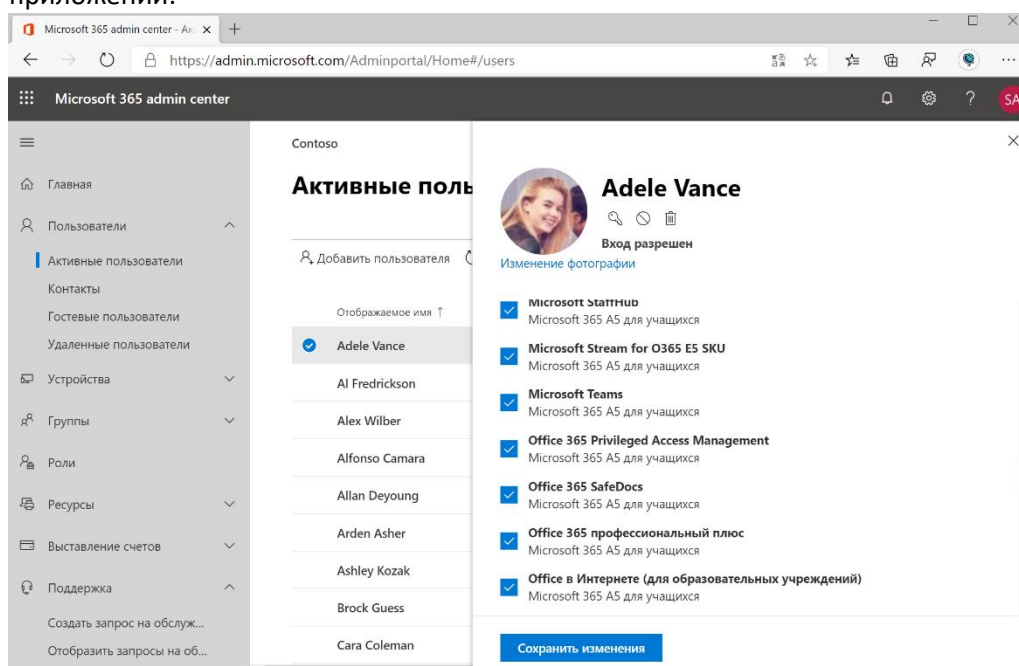 приложений:
Microsoft 365 admin center - Ак
https://admin.microsoft.com/Adminportal/Home#/users
Microsoft 365 admin center
SA
Главная
Пользователи
Активные пользователи
Контакты
Гостевые пользователи
Удаленные пользователи
Устройства
Группы
Роли
Ресурсы
Выставление счетов
Поддержка
Создать запрос на обслуж...
Отобразить запросы на об...
Contoso
Активные поль
Добавить пользователя
Отображаемое имя ↑
Adele Vance
Al Fredrickson
Alex Wilber
Alfonso Camara
Allan Deyoung
Arden Asher
Ashley Kozak
Brock Guess
Cara Coleman
Adele Vance
Вход разрешен
Изменение фотографии
Microsoft StaffHub
Microsoft 365 A5 для учащихся
Microsoft Stream for O365 E5 SKU
Microsoft 365 A5 для учащихся
Microsoft Teams
Microsoft 365 A5 для учащихся
Office 365 Privileged Access Management
Microsoft 365 A5 для учащихся
Office 365 SafeDocs
Microsoft 365 A5 для учащихся
Office 365 профессиональный плюс
Microsoft 365 A5 для учащихся
Office в Интернете (для образовательных учреждений)
Microsoft 365 A5 для учащихся
Сохранить изменения